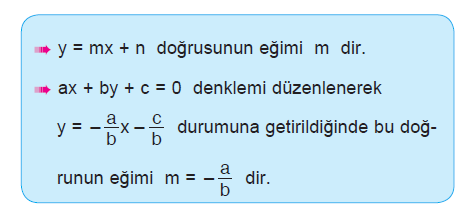 ➠ y = mx + n doğrusunun eğimi m dir.
➠ ax + by + c = 0 denklemi düzenlenerek
y = −a/b x − c/b durumuna getirildiğinde bu doğ-
runun eğimi m = −a/b dir.